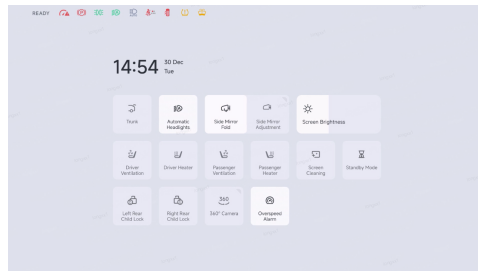 READY
14:54
30 Dec
Tue
Trunk
Automatic
Headlights
Side Mirror
Fold
Side Mirror
Adjustment
Screen Brightness
Driver
Ventilation
Driver Heater
Passenger
Ventilation
Passenger
Heater
Screen
Cleaning
Standby Mode
Left Rear
Child Lock
Right Rear
Child Lock
360
360° Camera
Overspeed
Alarm